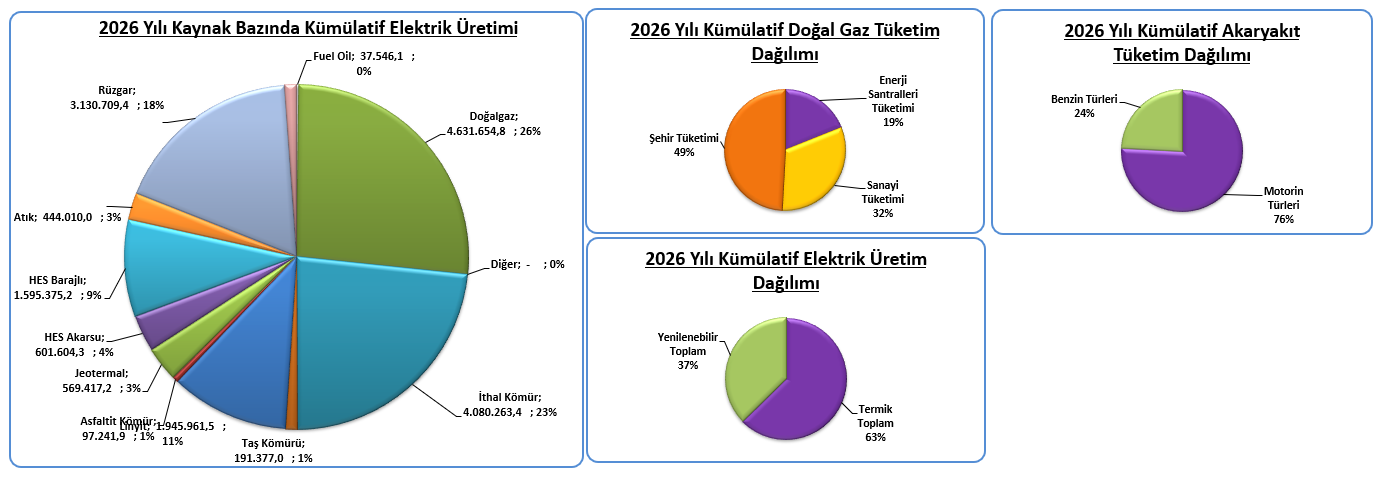 2026 Yılı Kaynak Bazında Kümülatif Elektrik Üretimi
Fuel Oil; 37.546,1 ;
0%
Rüzgar;
3.130.709,4 ; 18%
Doğalgaz;
4.631.654,8 ; 26%
Atık; 444.010,0 ; 3%
Diğer; - ; 0%
HES Barajlı;
1.595.375,2 ; 9%
HES Akarsu;
601.604,3 ; 4%
Jeotermal;
569.417,2 ; 3%
İthal Kömür;
4.080.263,4 ; 23%
Asfaltit Kömür;
97.241,9 ; 1%
Linyit; 1.945.961,5 ;
11%
Taş Kömürü;
191.377,0 ; 1%
2026 Yılı Kümülatif Doğal Gaz Tüketim
Dağılımı
Enerji
Santralleri
Tüketimi
19%
Şehir Tüketimi
49%
Sanayi
Tüketimi
32%
2026 Yılı Kümülatif Akaryakıt
Tüketim Dağılımı
Benzin Türleri
24%
Motorin
Türleri
76%
2026 Yılı Kümülatif Elektrik Üretim
Dağılımı
Yenilenebilir
Toplam
37%
Termik
Toplam
63%